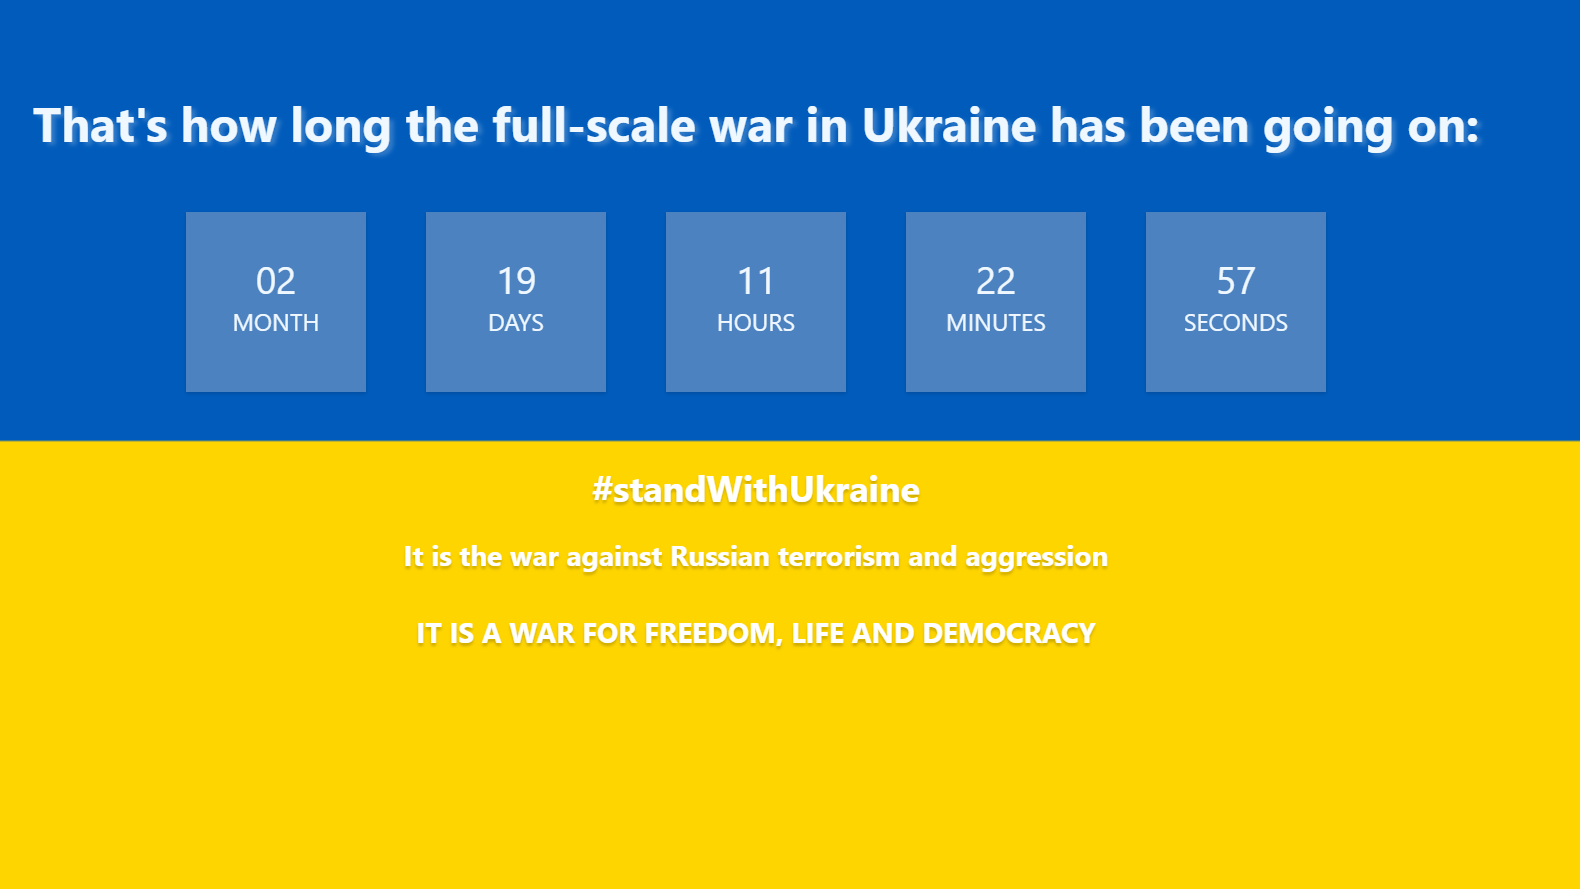 That's how long the full-scale war in Ukraine has been going on:
02 19 11 22 57
MONTH DAYS HOURS MINUTES SECONDS
#standWithUkraine
It is the war against Russian terrorism and aggression
IT IS A WAR FOR FREEDOM, LIFE AND DEMOCRACY